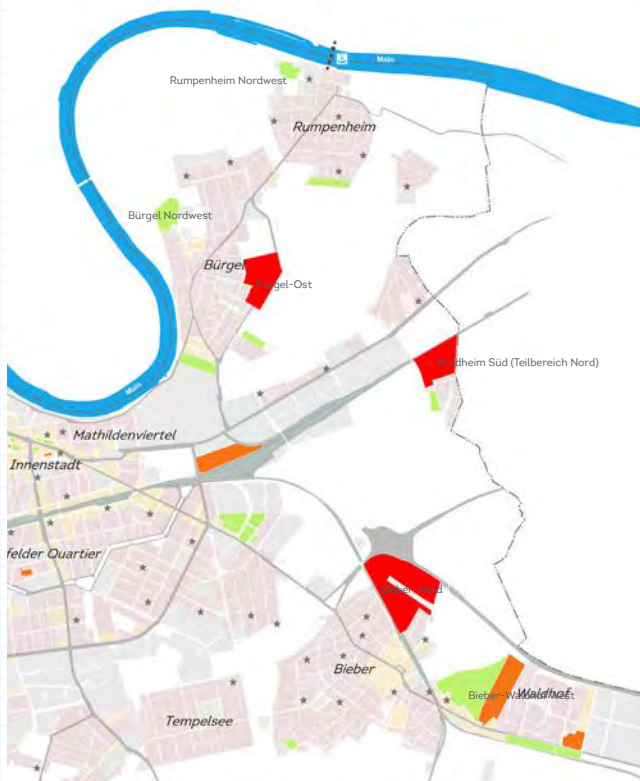 Main
Rumpenheim Nordwest
Rumpenheim
Bürgel Nordwest
Bürgel
Bürgel-Ost
Waldheim Süd (Teilbereich Nord)
Main
Mathildenviertel
Innenstadt
felder Quartier
Bieber-Nord
Bieber
Waldhof
Bieber-Waldhof West
Tempelsee